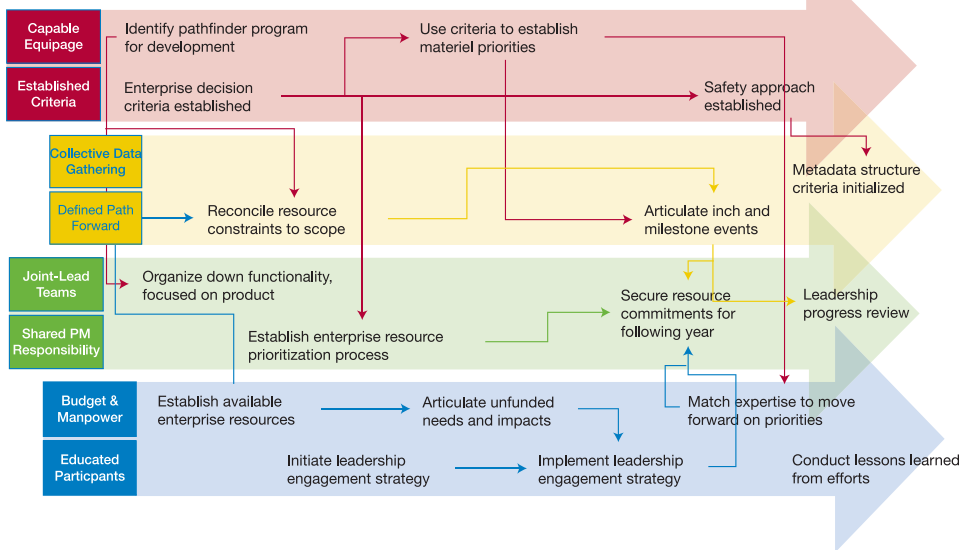 Capable
Equipage
Identify pathfinder program
for development
Use criteria to establish
materiel priorities
Established
Criteria
Enterprise decision
criteria established
Safety approach
established
Collective Data
Gathering
Metadata structure
criteria initialized
Defined Path
Forward
Reconcile resource
constraints to scope
Articulate inch and
milestone events
Joint-Lead
Teams
Organize down functionality,
focused on product
Secure resource
commitments for
following year
Leadership
progress review
Shared PM
Responsibility
Establish enterprise resource
prioritization process
Budget &
Manpower
Establish available
enterprise resources
Articulate unfunded
needs and impacts
Match expertise to move
forward on priorities
Educated
Particpants
Initiate leadership
engagement strategy
Implement leadership
engagement strategy
Conduct lessons learned
from efforts